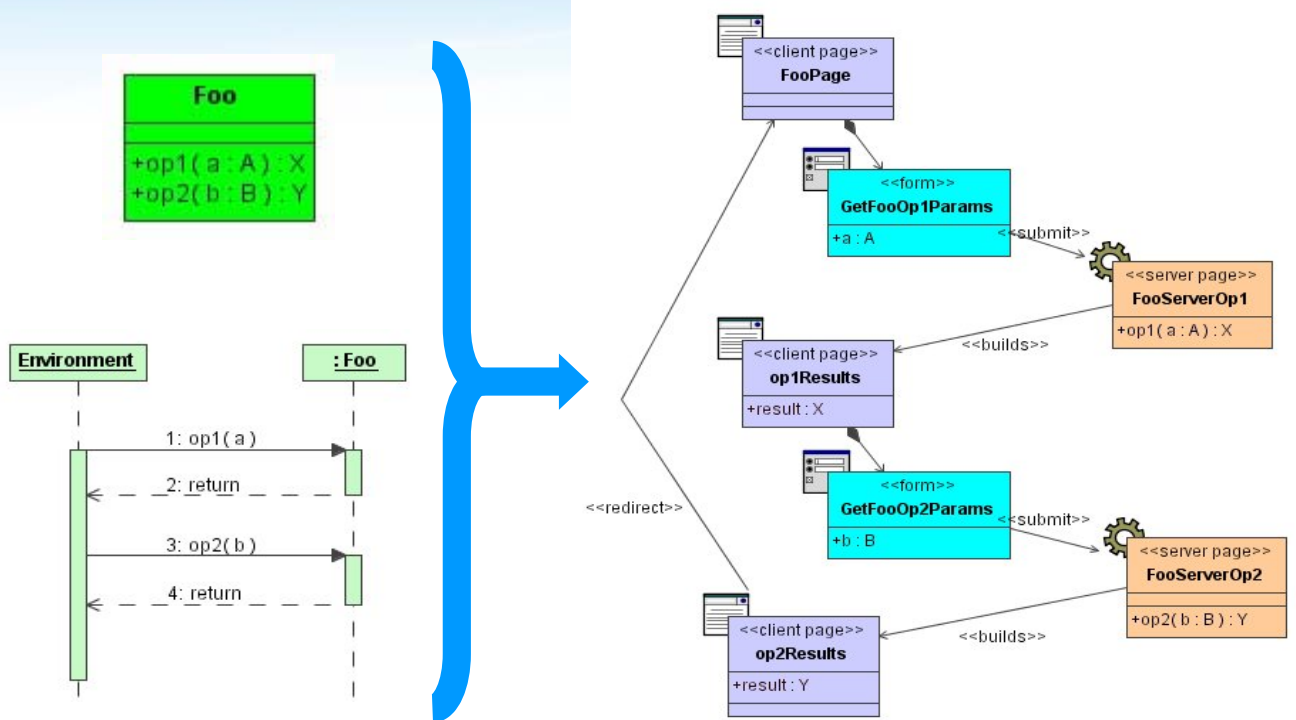 Foo
+op1( a : A ) : X
+op2( b : B ) : Y
Environment
: Foo
1: op1( a )
2: return
3: op2( b )
4: return
<<client page>>
FooPage
<<form>>
GetFooOp1Params
+a : A
<<submit>>
<<server page>>
FooServerOp1
+op1( a : A ) : X
<<builds>>
<<client page>>
op1Results
+result : X
<<form>>
GetFooOp2Params
+b : B
<<submit>>
<<redirect>>
<<server page>>
FooServerOp2
+op2( b : B ) : Y
<<builds>>
<<client page>>
op2Results
+result : Y